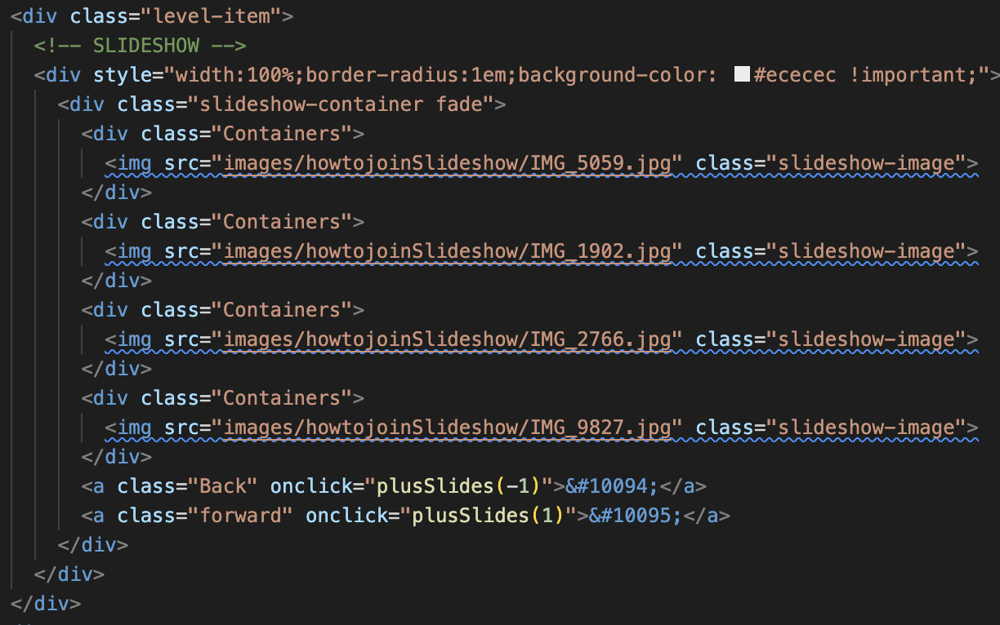 <div class="level-item">
<!-- SLIDESHOW -->
<div style="width:100%;border-radius:1em;background-color: #ececec !important;">
<div class="slideshow-container fade">
<div class="Containers">
<img src="images/howtojoinSlideshow/IMG_5059.jpg" class="slideshow-image">
</div>
<div class="Containers">
<img src="images/howtojoinSlideshow/IMG_1902.jpg" class="slideshow-image">
</div>
<div class="Containers">
<img src="images/howtojoinSlideshow/IMG_2766.jpg" class="slideshow-image">
</div>
<div class="Containers">
<img src="images/howtojoinSlideshow/IMG_9827.jpg" class="slideshow-image">
</div>
<a class="Back" onclick="plusSlides(-1)">&#10094;</a>
<a class="forward" onclick="plusSlides(1)">&#10095;</a>
</div>
</div>
</div>